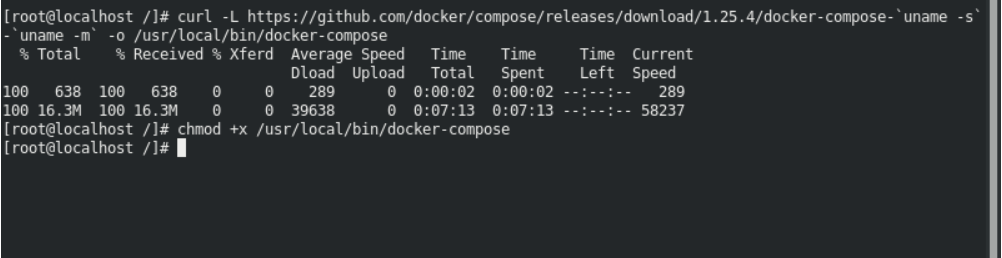 [root@localhost /]# curl -L https://github.com/docker/compose/releases/download/1.25.4/docker-compose-`uname -s`
-`uname -m` -o /usr/local/bin/docker-compose
  % Total    % Received % Xferd  Average Speed   Time    Time     Time  Current
                                 Dload  Upload   Total   Spent    Left  Speed
100   638  100   638    0     0    289      0  0:00:02  0:00:02 --:--:--   289
100 16.3M  100 16.3M    0     0  39638      0  0:07:13  0:07:13 --:--:-- 58237
[root@localhost /]# chmod +x /usr/local/bin/docker-compose
[root@localhost /]#